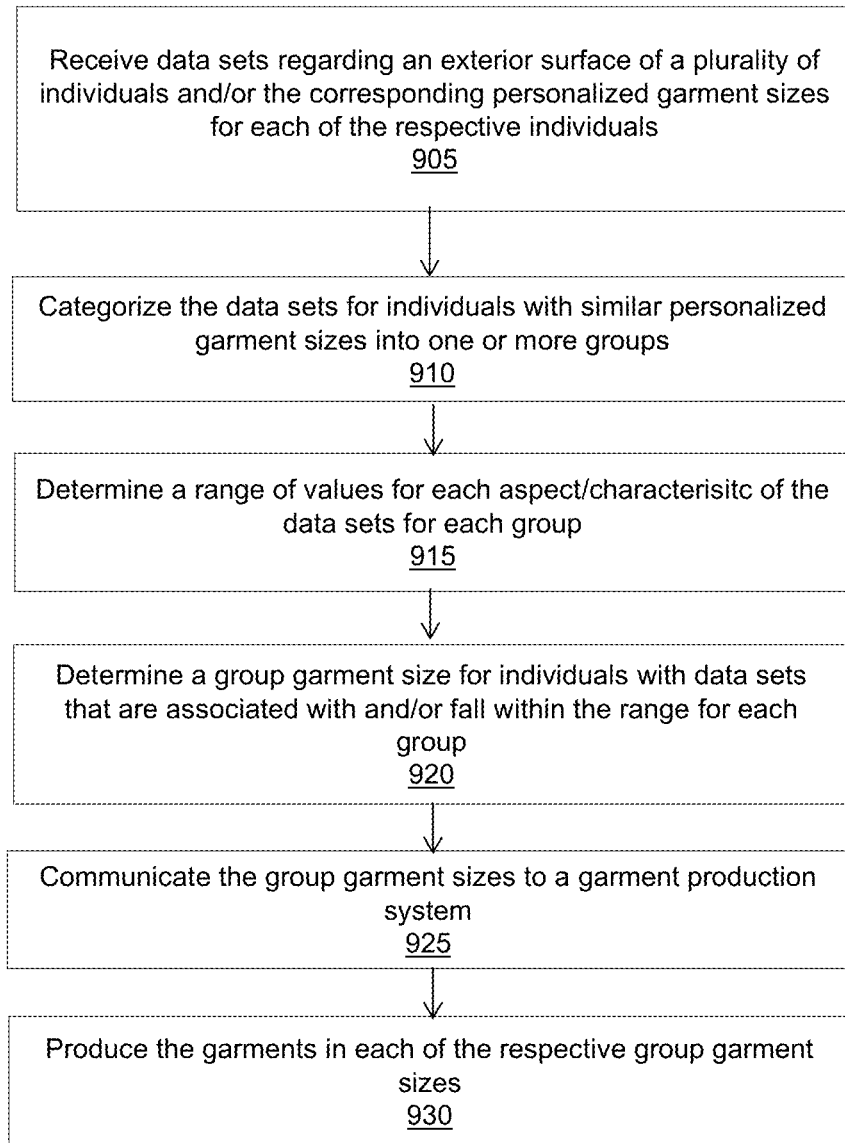 Receive data sets regarding an exterior surface of a plurality of
individuals and/or the corresponding personalized garment sizes
for each of the respective individuals
905
Categorize the data sets for individuals with similar personalized
garment sizes into one or more groups
910
Determine a range of values for each aspect/characterisitc of the
data sets for each group
915
Determine a group garment size for individuals with data sets
that are associated with and/or fall within the range for each
group
920
Communicate the group garment sizes to a garment production
system
925
Produce the garments in each of the respective group garment
sizes
930